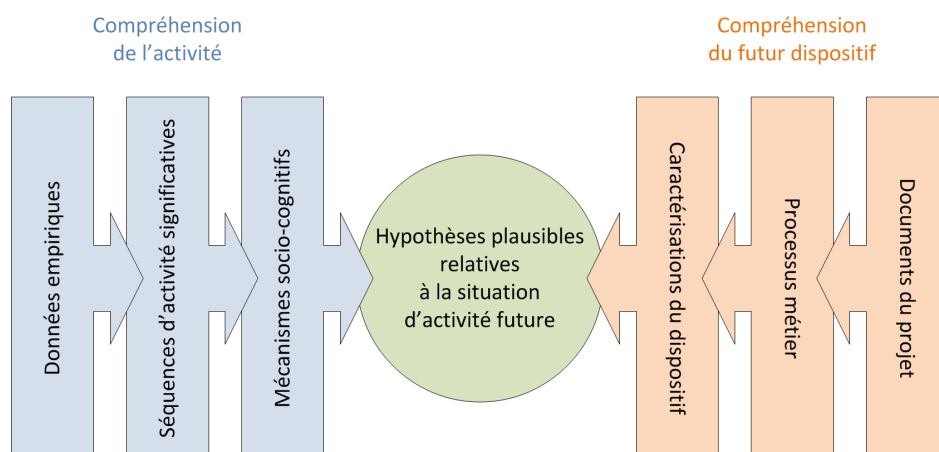 Compréhension
de l’activité
Compréhension
du futur dispositif
Données empiriques
Séquences d’activité significatives
Mécanismes socio-cognitifs
Hypothèses plausibles
relatives
à la situation
d’activité future
Caractérisations du dispositif
Processus métier
Documents du projet